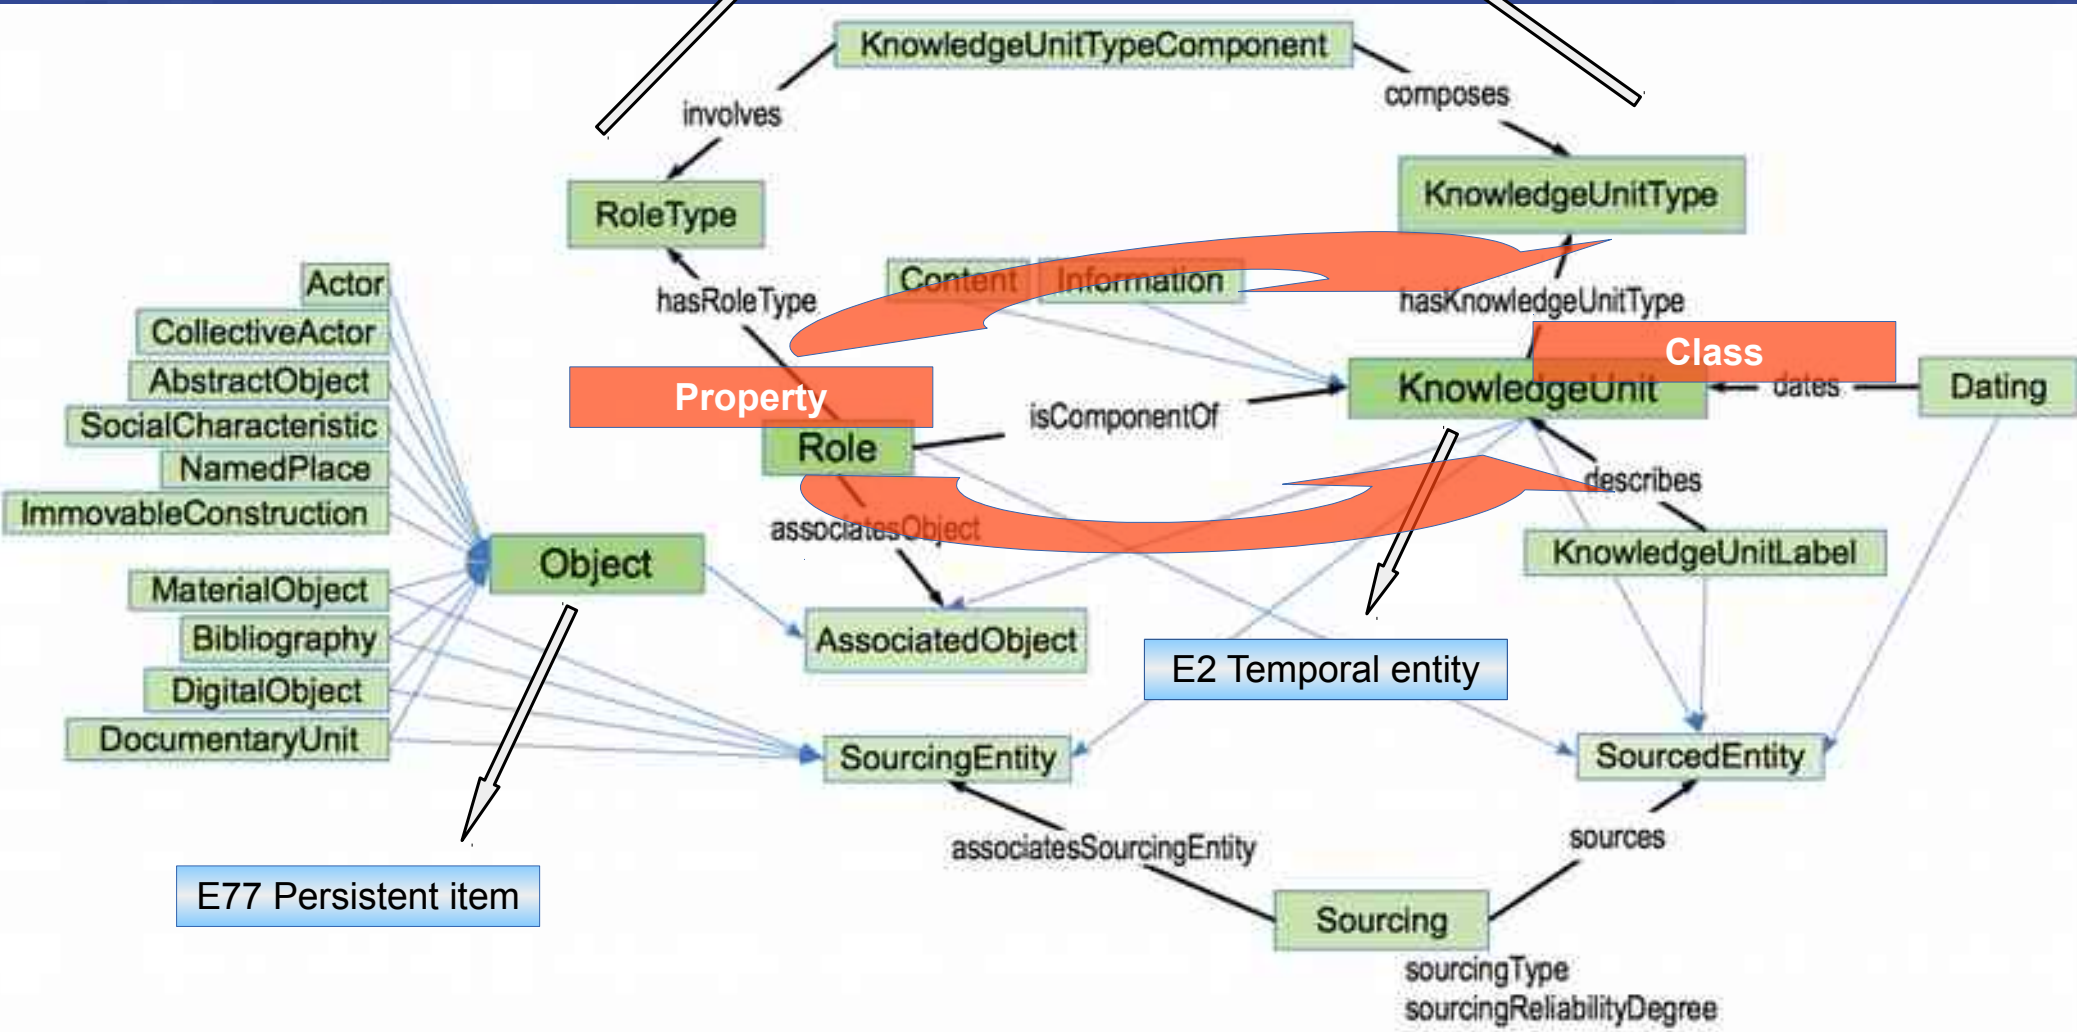 KnowledgeUnitTypeComponent
involves
composes
RoleType
KnowledgeUnitType
hasRoleType
Content
Information
hasKnowledgeUnitType
Actor
CollectiveActor
AbstractObject
SocialCharacteristic
NamedPlace
ImmovableConstruction
MaterialObject
Bibliography
DigitalObject
DocumentaryUnit
Property
Class
Role
isComponentOf
KnowledgeUnit
dates
Dating
describes
associatesObject
Object
KnowledgeUnitLabel
AssociatedObject
E2 Temporal entity
SourcingEntity
SourcedEntity
associatesSourcingEntity
sources
E77 Persistent item
Sourcing
sourcingType
sourcingReliabilityDegree